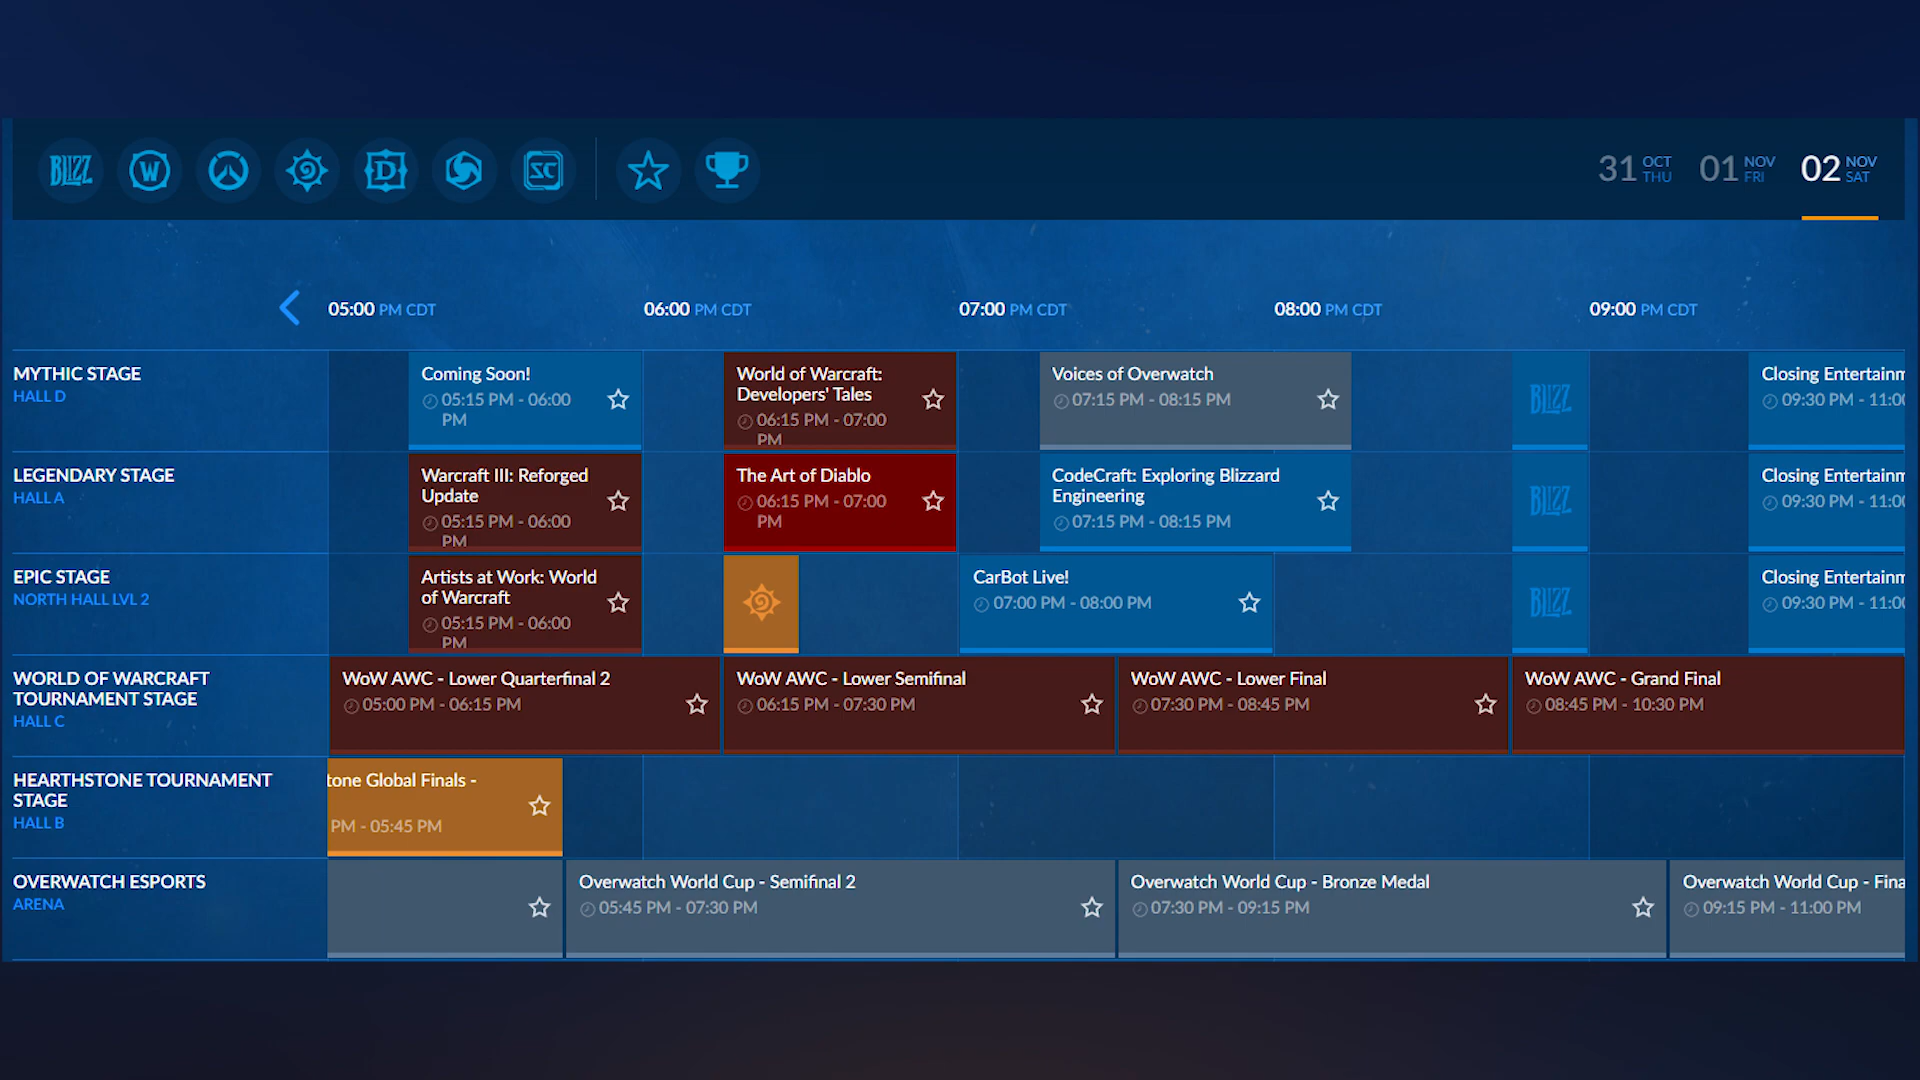 BLIZZ W D SC
31 OCT THU 01 NOV FRI 02 NOV SAT
05:00 PM CDT 06:00 PM CDT 07:00 PM CDT 08:00 PM CDT 09:00 PM CDT
MYTHIC STAGE
HALL D
Coming Soon!
05:15 PM - 06:00
PM
World of Warcraft:
Developers' Tales
06:15 PM - 07:00
PM
Voices of Overwatch
07:15 PM - 08:15 PM
BLIZZ
Closing Entertainm
09:30 PM - 11:00
LEGENDARY STAGE
HALL A
Warcraft III: Reforged
Update
05:15 PM - 06:00
PM
The Art of Diablo
06:15 PM - 07:00
PM
CodeCraft: Exploring Blizzard
Engineering
07:15 PM - 08:15 PM
BLIZZ
Closing Entertainm
09:30 PM - 11:00
EPIC STAGE
NORTH HALL LVL 2
Artists at Work: World
of Warcraft
05:15 PM - 06:00
PM
CarBot Live!
07:00 PM - 08:00 PM
BLIZZ
Closing Entertainm
09:30 PM - 11:00
WORLD OF WARCRAFT
TOURNAMENT STAGE
HALL C
WoW AWC - Lower Quarterfinal 2
05:00 PM - 06:15 PM
WoW AWC - Lower Semifinal
06:15 PM - 07:30 PM
WoW AWC - Lower Final
07:30 PM - 08:45 PM
WoW AWC - Grand Final
08:45 PM - 10:30 PM
HEARTHSTONE TOURNAMENT
STAGE
HALL B
tone Global Finals -
PM - 05:45 PM
OVERWATCH ESPORTS
ARENA
Overwatch World Cup - Semifinal 2
05:45 PM - 07:30 PM
Overwatch World Cup - Bronze Medal
07:30 PM - 09:15 PM
Overwatch World Cup - Fina
09:15 PM - 11:00 PM